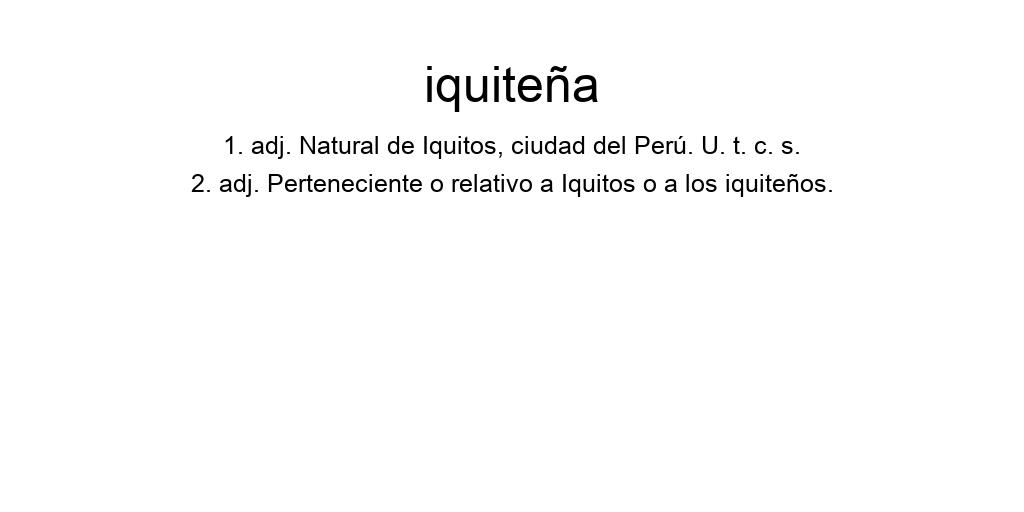 iquiteña
1. adj. Natural de Iquitos, ciudad del Perú. U. t. c. s.
2. adj. Perteneciente o relativo a Iquitos o a los iquiteños.